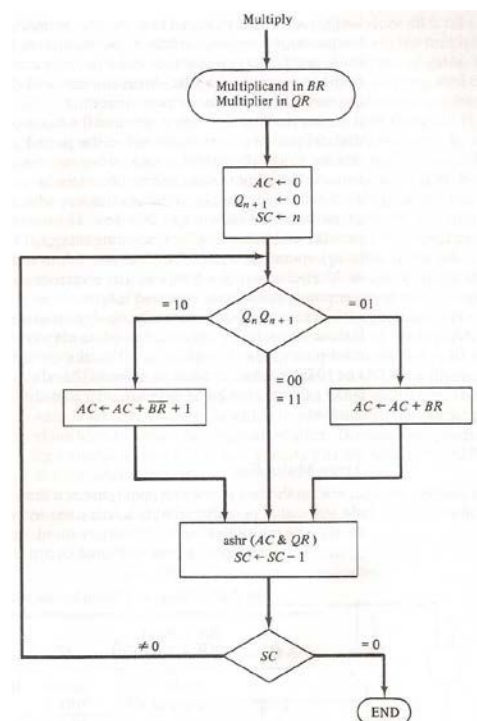 Multiply
Multiplicand in BR
Multiplier in QR
AC ← 0
Qn + 1 ← 0
SC ← n
= 10
Qn Qn+1
= 01
= 00
= 11
AC ← AC + BR + 1
AC ← AC + BR
ashr (AC & QR)
SC ← SC − 1
≠ 0
SC
= 0
END